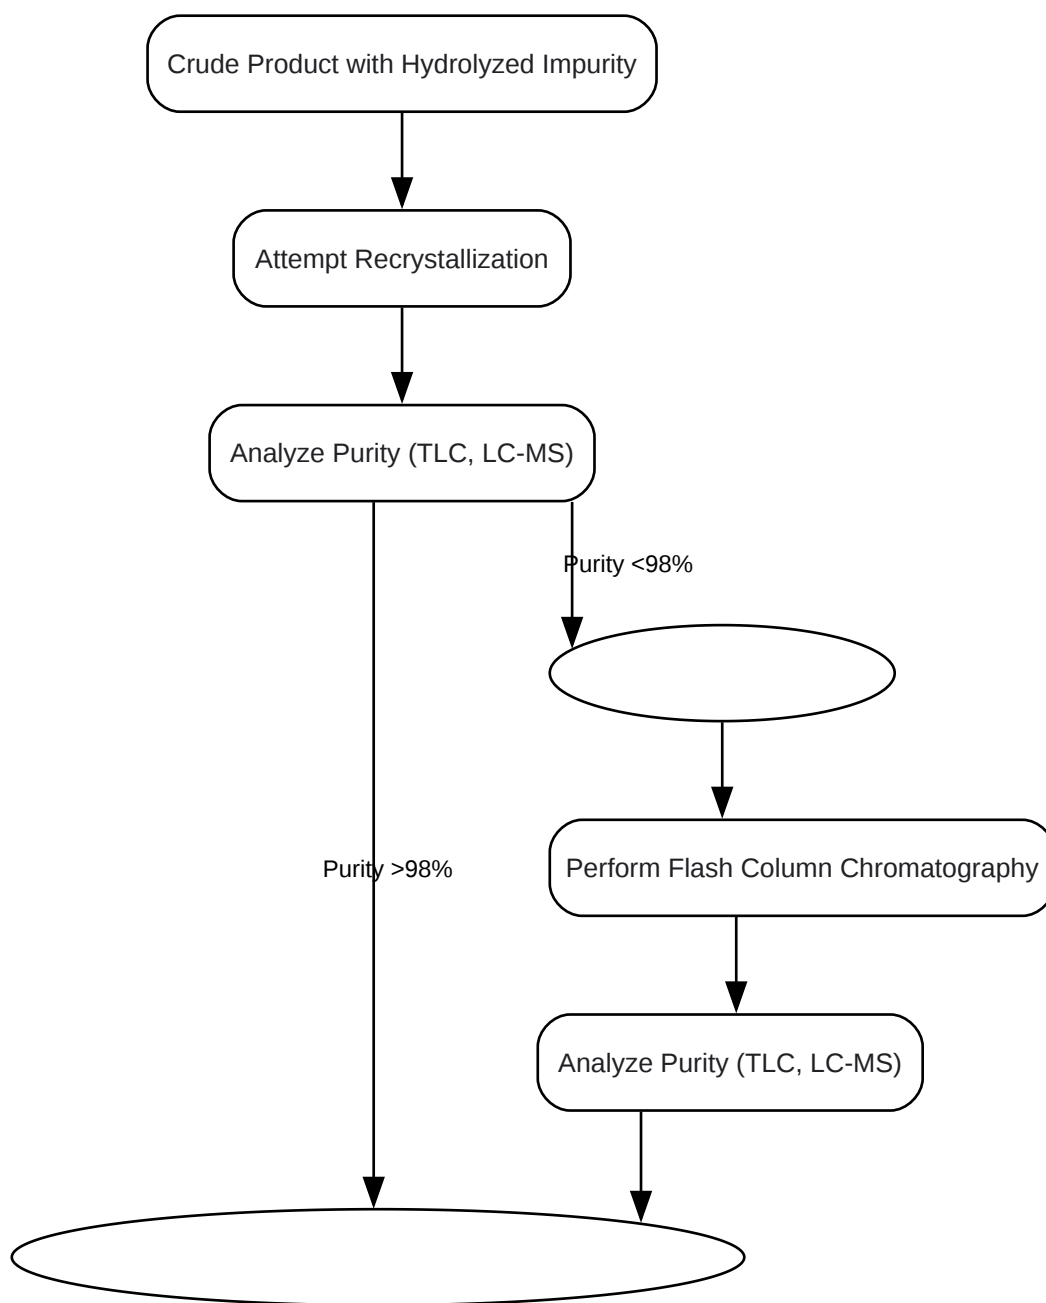 Crude Product with Hydrolyzed Impurity
Attempt Recrystallization
Analyze Purity (TLC, LC-MS)
Purity <98%
Purity >98%
Perform Flash Column Chromatography
Analyze Purity (TLC, LC-MS)